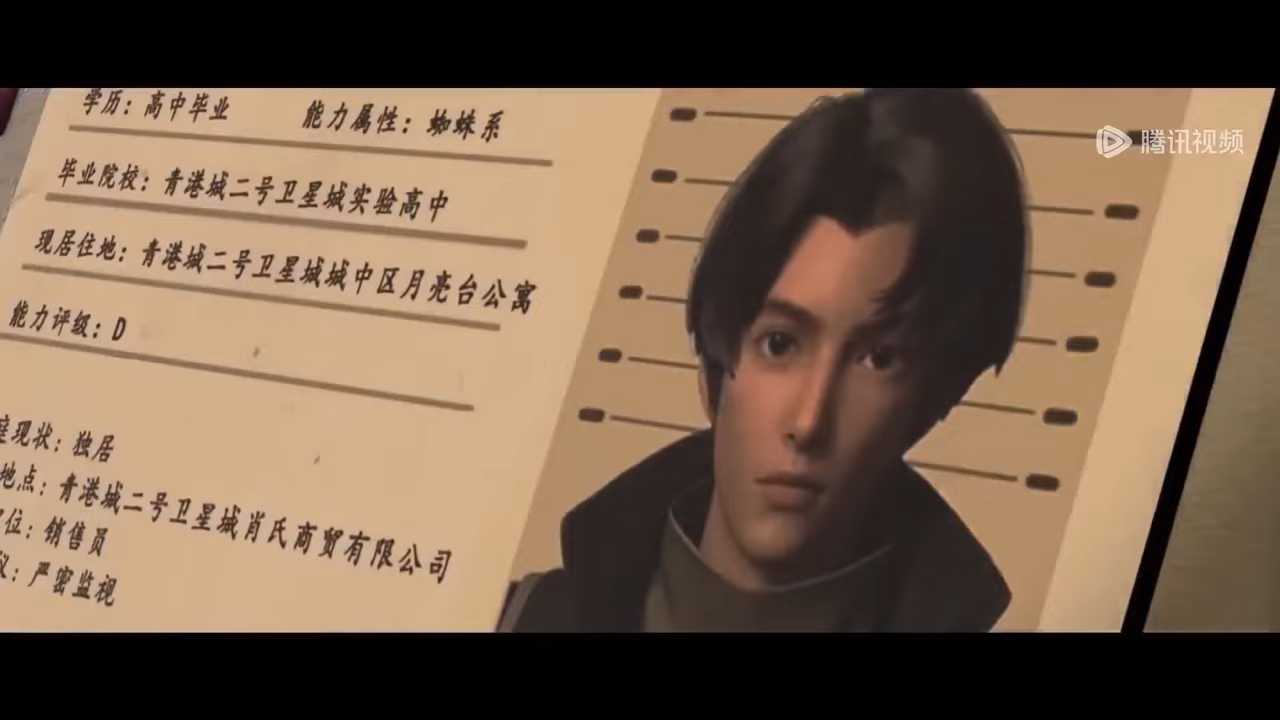 学历：高中毕业 能力属性：蜘蛛系
腾讯视频
毕业院校：青港城二号卫星城实验高中
现居住地：青港城二号卫星城城中区月亮台公寓
能力评级：D
庭现状：独居
地点：青港城二号卫星城肖氏商贸有限公司
位：销售员
议：严密监视